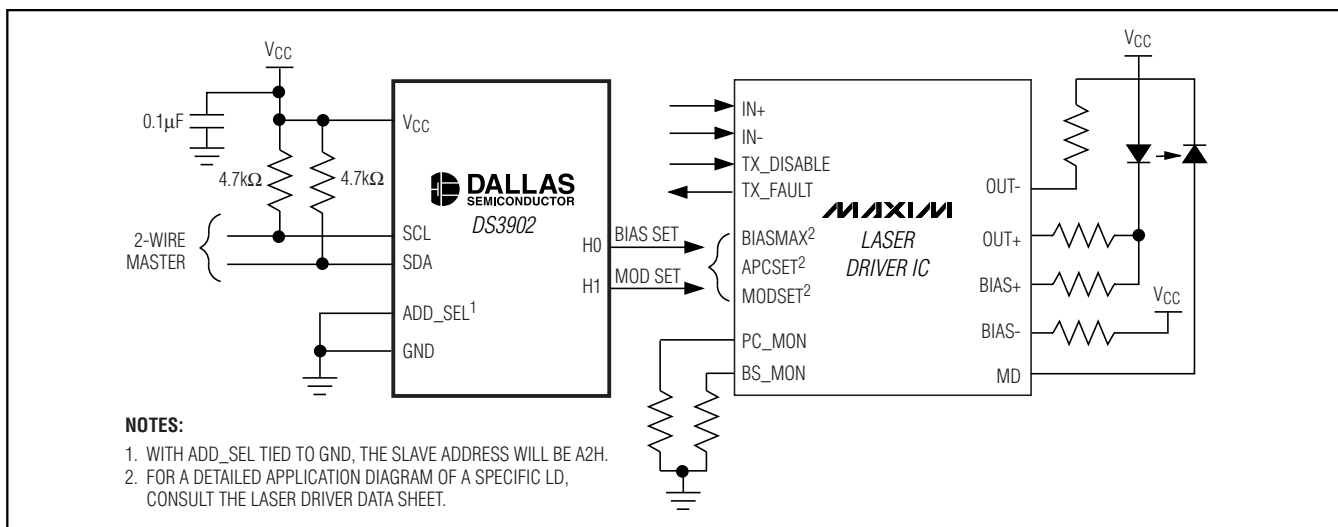 VCC
0.1µF
4.7kΩ
4.7kΩ
2-WIRE
MASTER
VCC
DALLAS
SEMICONDUCTOR
DS3902
SCL
SDA
ADD_SEL1
GND
H0
H1
BIAS SET
MOD SET
IN+
IN-
TX_DISABLE
TX_FAULT
MAXIM
LASER
DRIVER IC
BIASMAX2
APCSET2
MODSET2
PC_MON
BS_MON
OUT-
OUT+
BIAS+
BIAS-
MD
VCC
VCC
NOTES:
1. WITH ADD_SEL TIED TO GND, THE SLAVE ADDRESS WILL BE A2H.
2. FOR A DETAILED APPLICATION DIAGRAM OF A SPECIFIC LD,
CONSULT THE LASER DRIVER DATA SHEET.